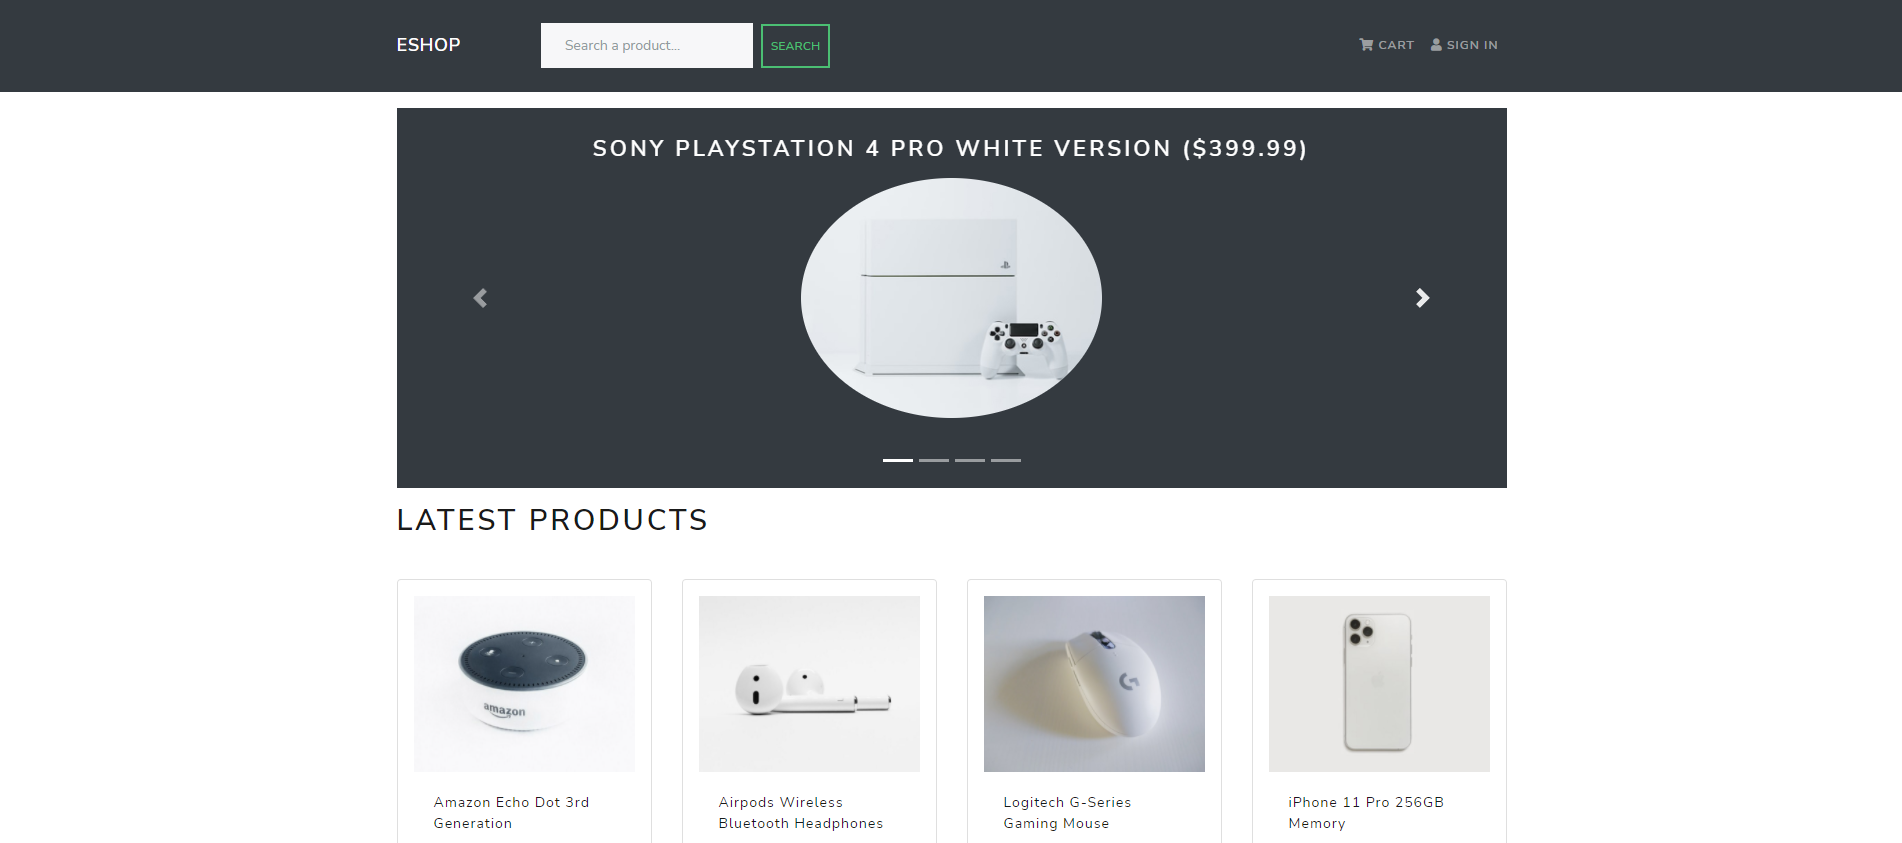 ESHOP
Search a product...
SEARCH
CART
SIGN IN
SONY PLAYSTATION 4 PRO WHITE VERSION ($399.99)
LATEST PRODUCTS
amazon
G
Amazon Echo Dot 3rd
Generation
Airpods Wireless
Bluetooth Headphones
Logitech G-Series
Gaming Mouse
iPhone 11 Pro 256GB
Memory